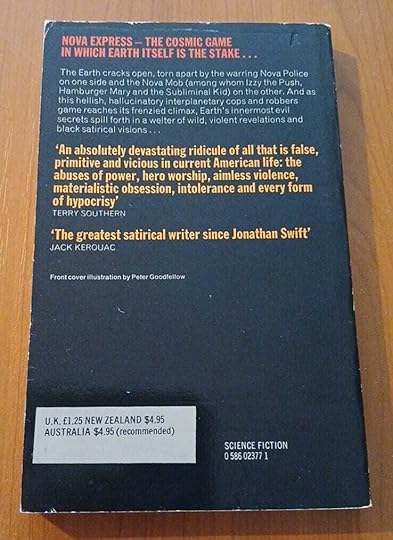 NOVA EXPRESS – THE COSMIC GAME
IN WHICH EARTH ITSELF IS THE STAKE . . .
The Earth cracks open, torn apart by the warring Nova Police
on one side and the Nova Mob (among whom Izzy the Push,
Hamburger Mary and the Subliminal Kid) on the other. And as
this hellish, hallucinatory interplanetary cops and robbers
game reaches its frenzied climax, Earth's innermost evil
secrets spill forth in a welter of wild, violent revelations and
black satirical visions . . .
'An absolutely devastating ridicule of all that is false,
primitive and vicious in current American life: the
abuses of power, hero worship, aimless violence,
materialistic obsession, intolerance and every form
of hypocrisy'
TERRY SOUTHERN
'The greatest satirical writer since Jonathan Swift'
JACK KEROUAC
Front cover illustration by Peter Goodfellow
U.K. £1.25 NEW ZEALAND $4.95
AUSTRALIA $4.95 (recommended)
SCIENCE FICTION
0 586 02377 1